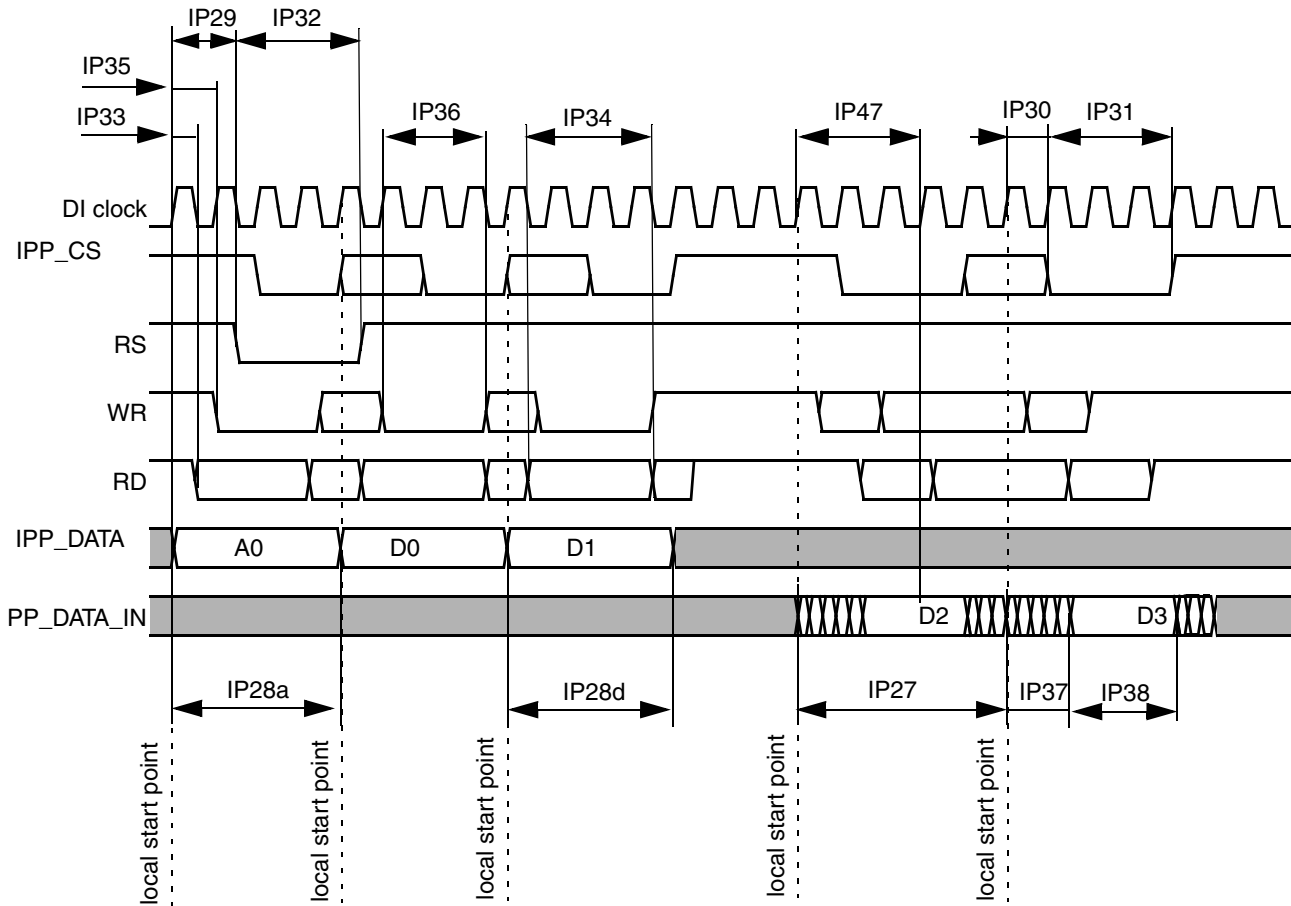 IP29 IP32
IP35
IP33 IP36 IP34 IP47 IP30 IP31
DI clock
IPP_CS
RS
WR
RD
IPP_DATA A0 D0 D1
PP_DATA_IN D2 D3
IP28a IP28d IP27 IP37 IP38
local start point
local start point
local start point
local start point
local start point